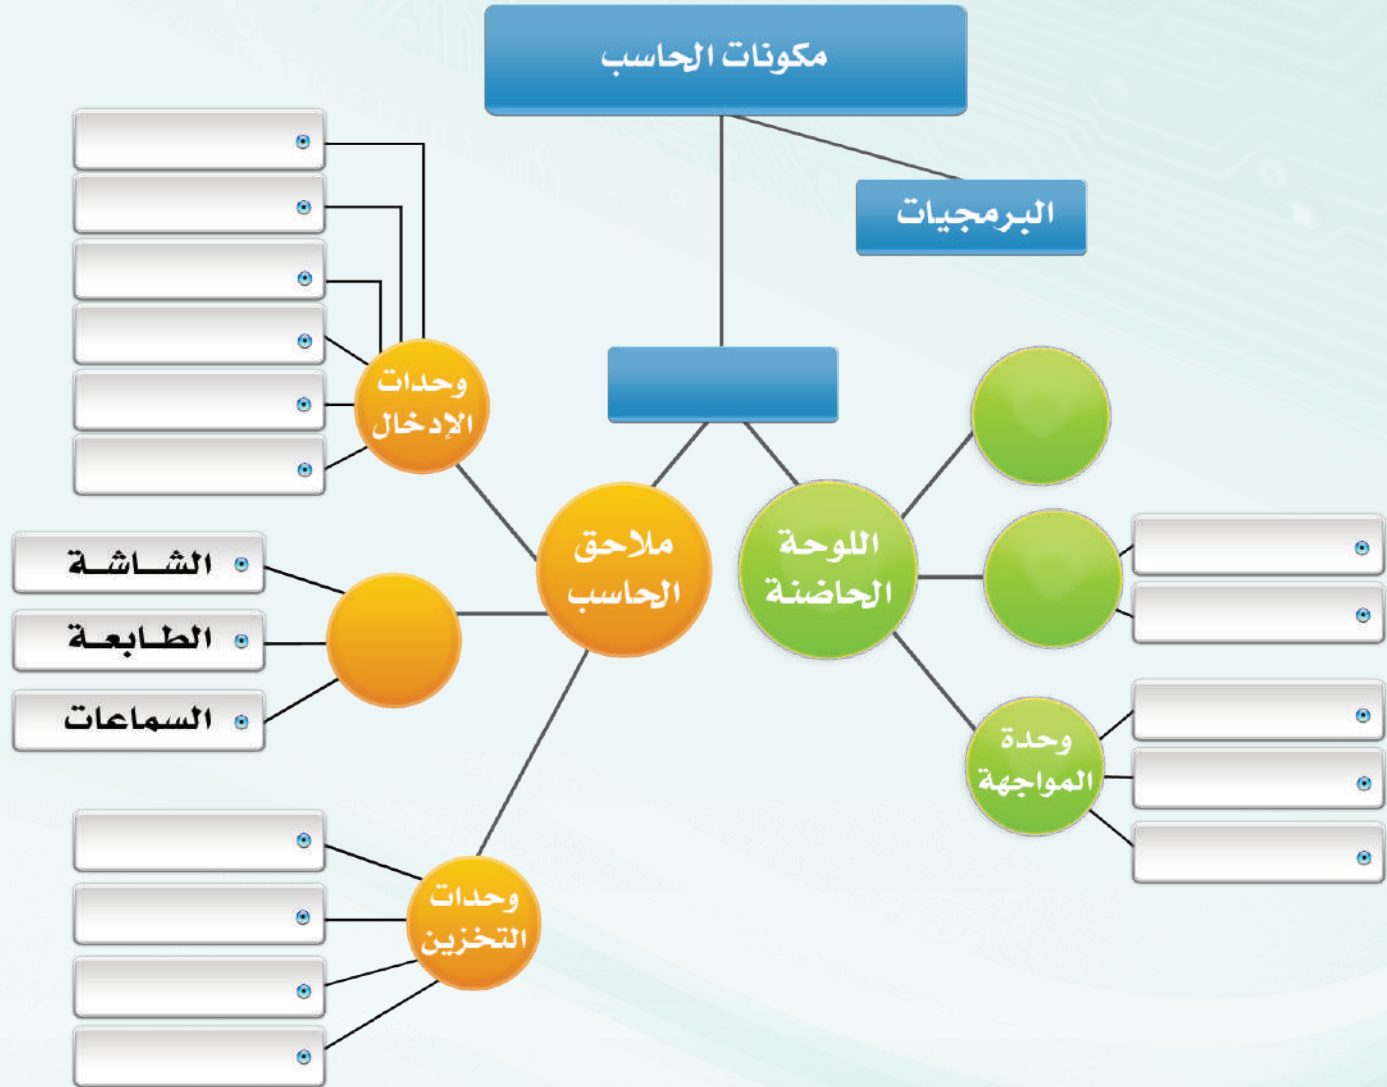 مكونات الحاسب
البرمجيات
اللوحة
الحاضنة
وحدة
المواجهة
ملاحق
الحاسب
وحدات
الإدخال
الشاشة
الطابعة
السماعات
وحدات
التخزين